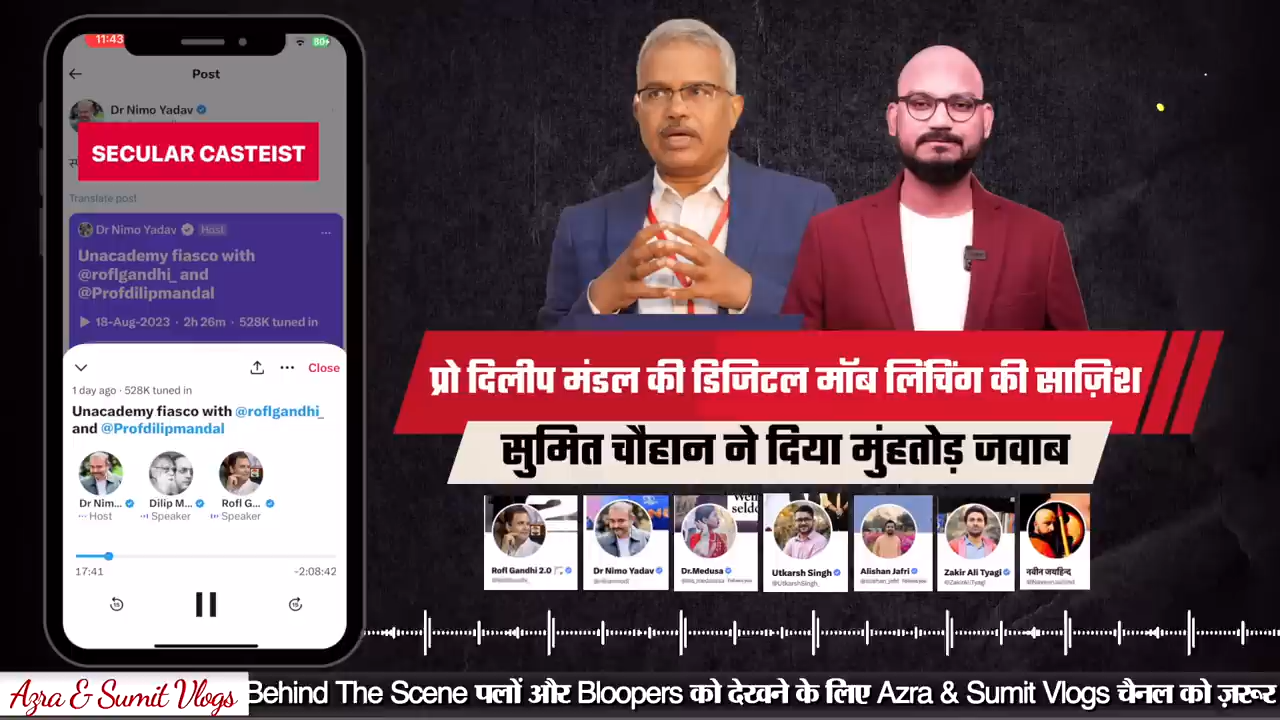 11:43
80
Post
Dr Nimo Yadav
SECULAR CASTEIST
Translate post
Dr Nimo Yadav Host
Unacademy fiasco with
@roflgandhi_and
@Profdilipmandal
18-Aug-2023 · 2h 26m · 528K tuned in
Close
1 day ago · 528K tuned in
Unacademy fiasco with @roflgandhi_
and @Profdilipmandal
Dr Nim... Dilip M... Rofl G...
Host Speaker Speaker
17:41 -2:08:42
15 15
प्रो दिलीप मंडल की डिजिटल मॉब लिंचिंग की साज़िश
सुमित चौहान ने दिया मुंहतोड़ जवाब
Rofl Gandhi 2.0 Dr Nimo Yadav Dr.Medusa Utkarsh Singh Alishan Jafri Zakir Ali Tyagi नवीन जयहिन्द
Azra & Sumit Vlogs
Behind The Scene पलों और Bloopers को देखने के लिए Azra & Sumit Vlogs चैनल को ज़रूर